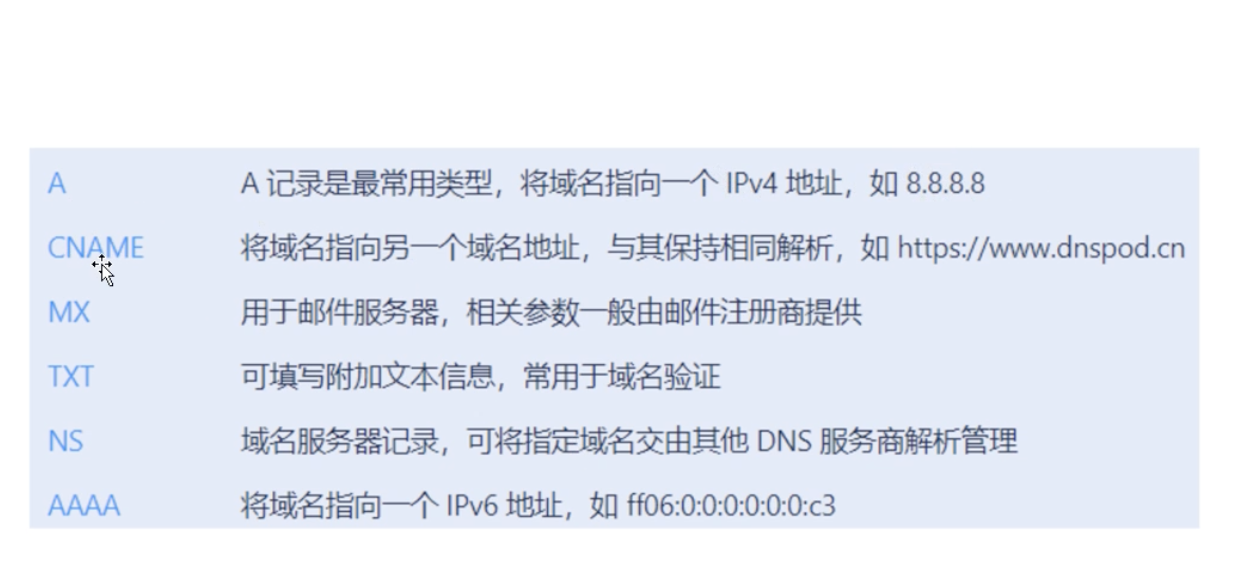 A A 记录是最常用类型，将域名指向一个 IPv4 地址，如 8.8.8.8
CNAME 将域名指向另一个域名地址，与其保持相同解析，如 https://www.dnspod.cn
MX 用于邮件服务器，相关参数一般由邮件注册商提供
TXT 可填写附加文本信息，常用于域名验证
NS 域名服务器记录，可将指定域名交由其他 DNS 服务商解析管理
AAAA 将域名指向一个 IPv6 地址，如 ff06:0:0:0:0:0:0:c3